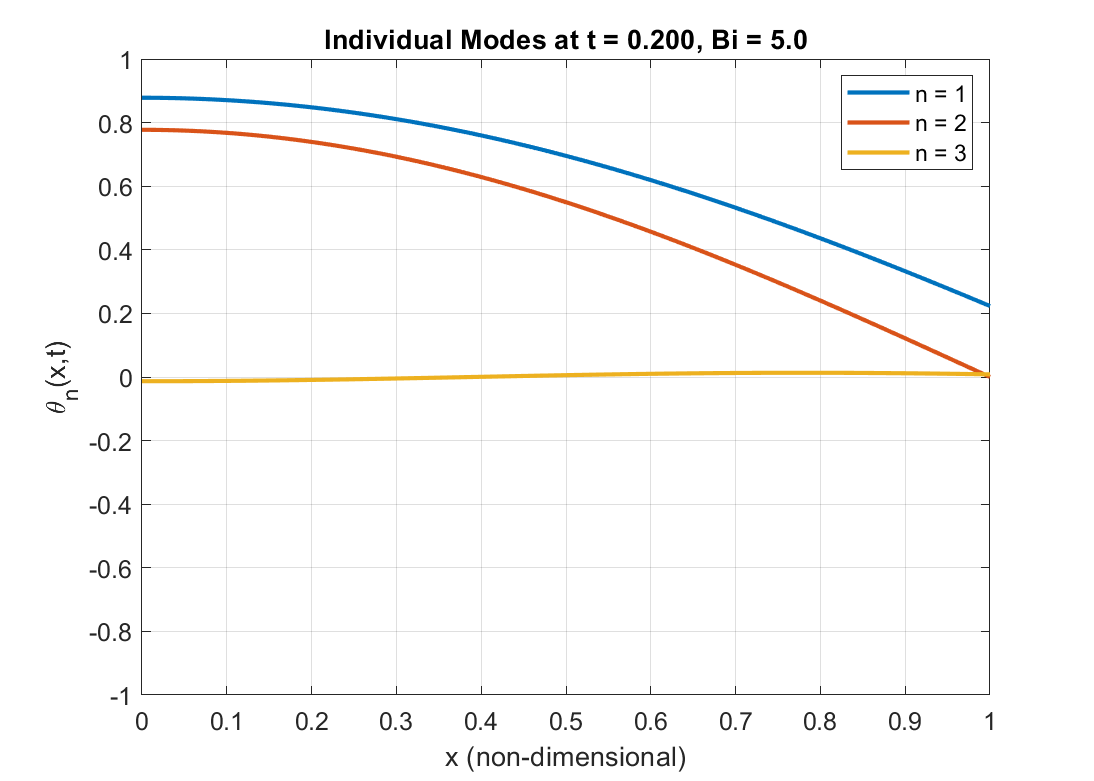 Individual Modes at t = 0.200, Bi = 5.0
n = 1
n = 2
n = 3
1
0.8
0.6
0.4
0.2
0
-0.2
-0.4
-0.6
-0.8
-1
θn(x,t)
0 0.1 0.2 0.3 0.4 0.5 0.6 0.7 0.8 0.9 1
x (non-dimensional)